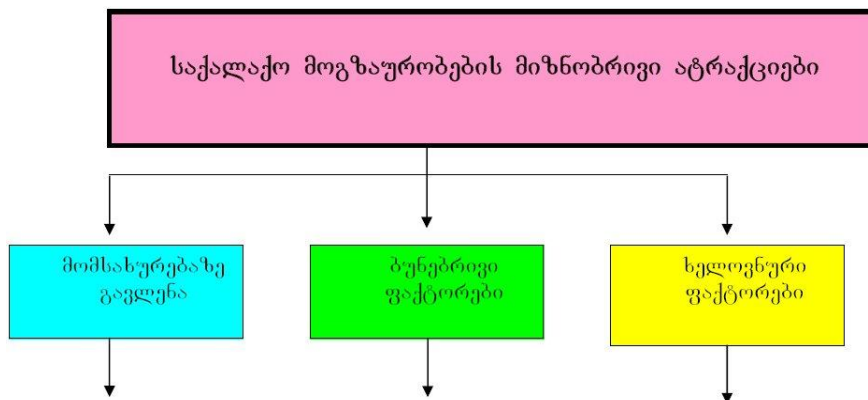 საქალაქო მოგზაურობების მიზნობრივი ატრაქციები
მომსახურებაზე
გავლენა
ბუნებრივი
ფაქტორები
ხელოვნური
ფაქტორები